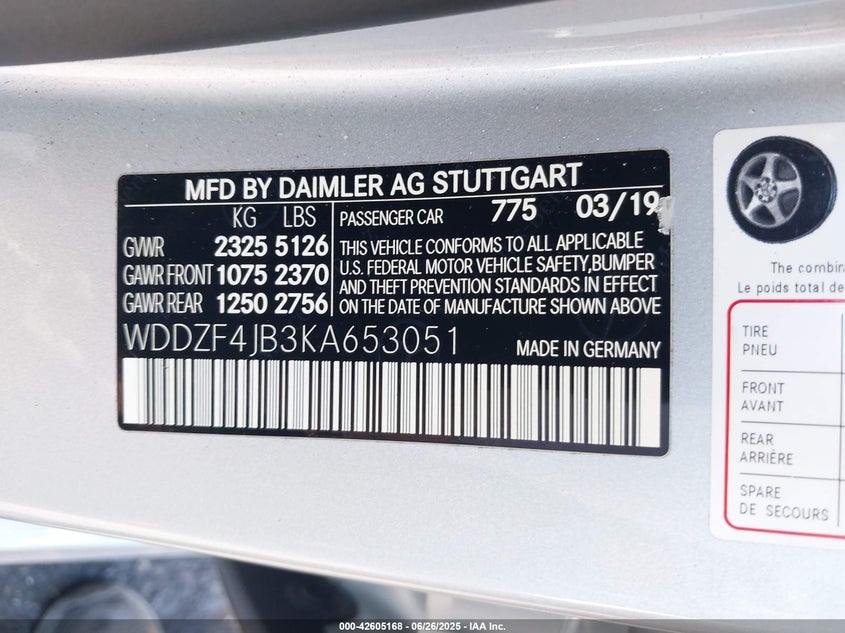 MFD BY DAIMLER AG STUTTGART
KG LBS
GVWR 2325 5126
GAWR FRONT 1075 2370
GAWR REAR 1250 2756
PASSENGER CAR 775 03/19
THIS VEHICLE CONFORMS TO ALL APPLICABLE
U.S. FEDERAL MOTOR VEHICLE SAFETY, BUMPER
AND THEFT PREVENTION STANDARDS IN EFFECT
ON THE DATE OF MANUFACTURE SHOWN ABOVE
WDDZF4JB3KA653051
MADE IN GERMANY
The
Le poids total
TIRE
PNEU
FRONT
AVANT
REAR
ARRIÈRE
SPARE
DE SECOURS
000-42605168 - 06/26/2025 - IAA Inc.